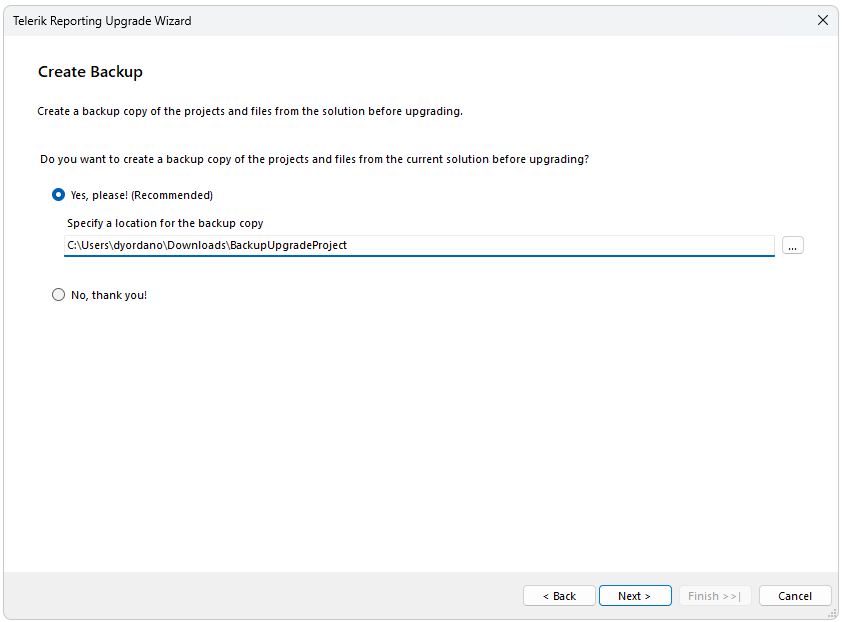 Telerik Reporting Upgrade Wizard
Create Backup
Create a backup copy of the projects and files from the solution before upgrading.
Do you want to create a backup copy of the projects and files from the current solution before upgrading?
Yes, please! (Recommended)
Specify a location for the backup copy
C:\Users\dyordano\Downloads\BackupUpgradeProject
...
No, thank you!
< Back Next > Finish >>| Cancel